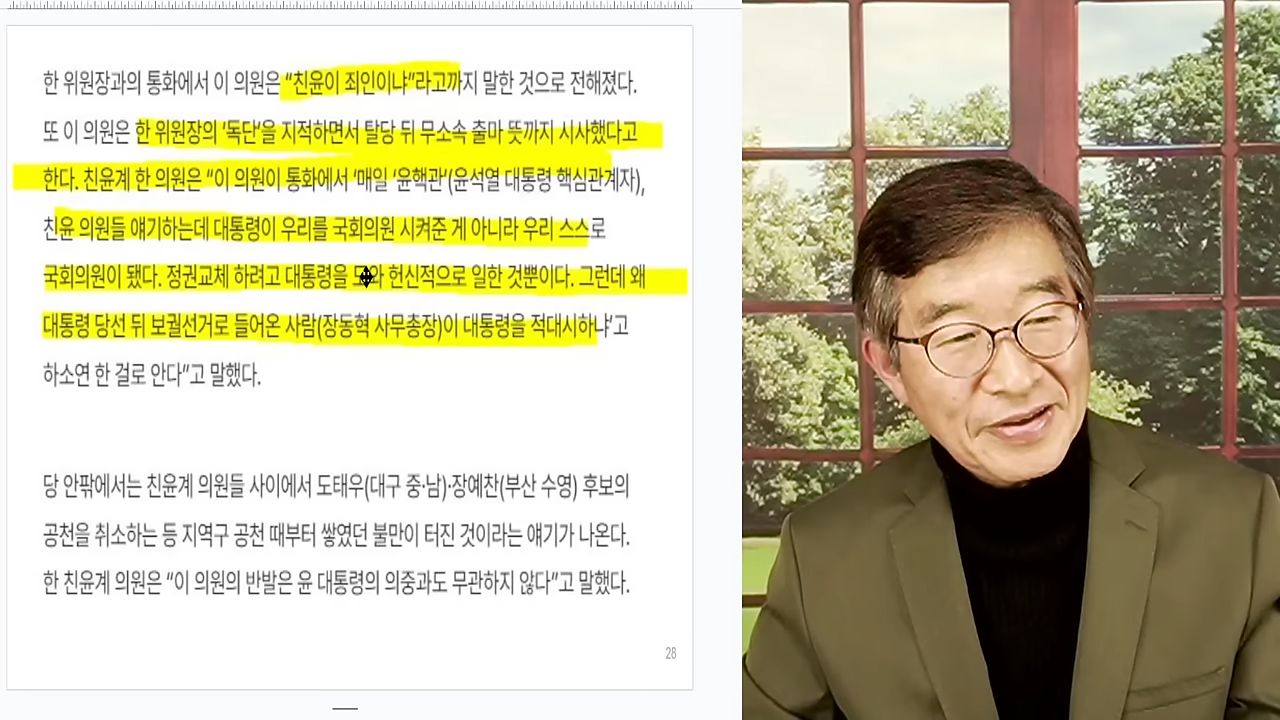 한 위원장과의 통화에서 이 의원은 “친윤이 죄인이냐”라고까지 말한 것으로 전해졌다.
또 이 의원은 한 위원장의 ‘독단’을 지적하면서 탈당 뒤 무소속 출마 뜻까지 시사했다고
한다. 친윤계 한 의원은 “이 의원이 통화에서 ‘매일 ‘윤핵관’(윤석열 대통령 핵심관계자),
친윤 의원들 얘기하는데 대통령이 우리를 국회의원 시켜준 게 아니라 우리 스스로
국회의원이 됐다. 정권교체 하려고 대통령을 도와 헌신적으로 일한 것뿐이다. 그런데 왜
대통령 당선 뒤 보궐선거로 들어온 사람(장동혁 사무총장)이 대통령을 적대시하냐’고
하소연 한 걸로 안다”고 말했다.
당 안팎에서는 친윤계 의원들 사이에서 도태우(대구 중·남)·장예찬(부산 수영) 후보의
공천을 취소하는 등 지역구 공천 때부터 쌓였던 불만이 터진 것이라는 얘기가 나온다.
한 친윤계 의원은 “이 의원의 반발은 윤 대통령의 의중과도 무관하지 않다”고 말했다.
28